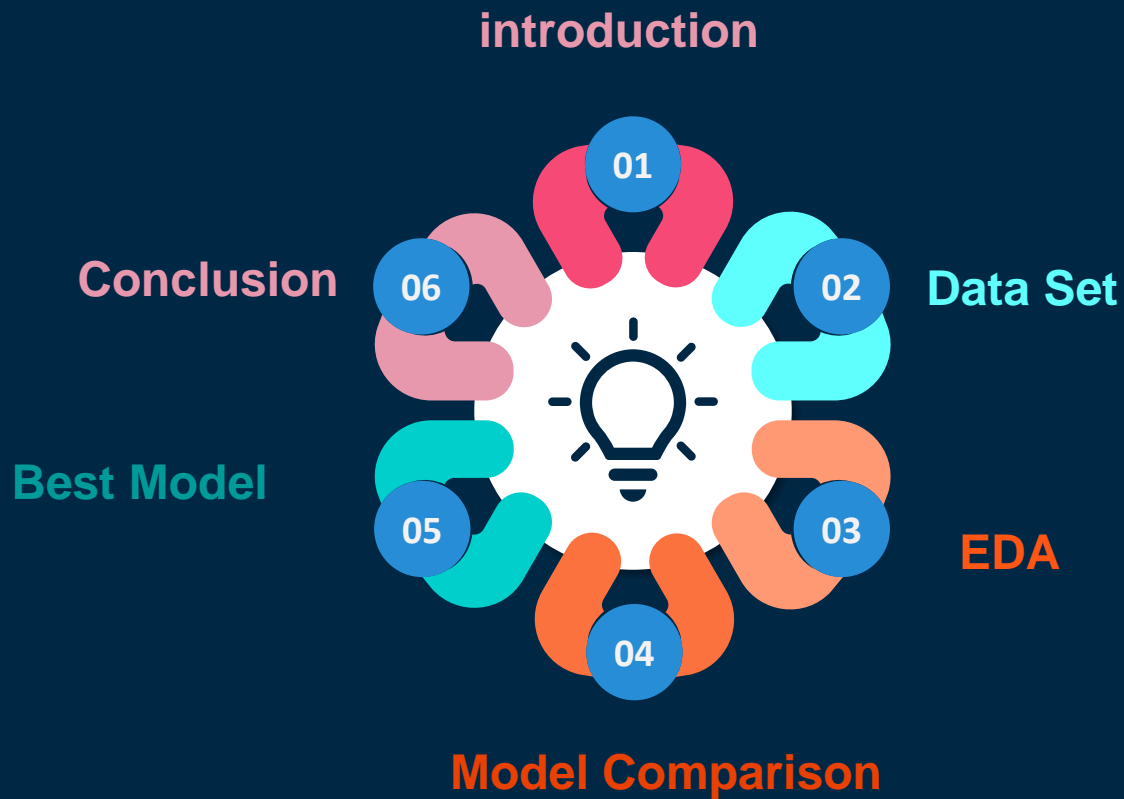 introduction
01
02
Data Set
03
EDA
04
Model Comparison
05
Best Model
06
Conclusion